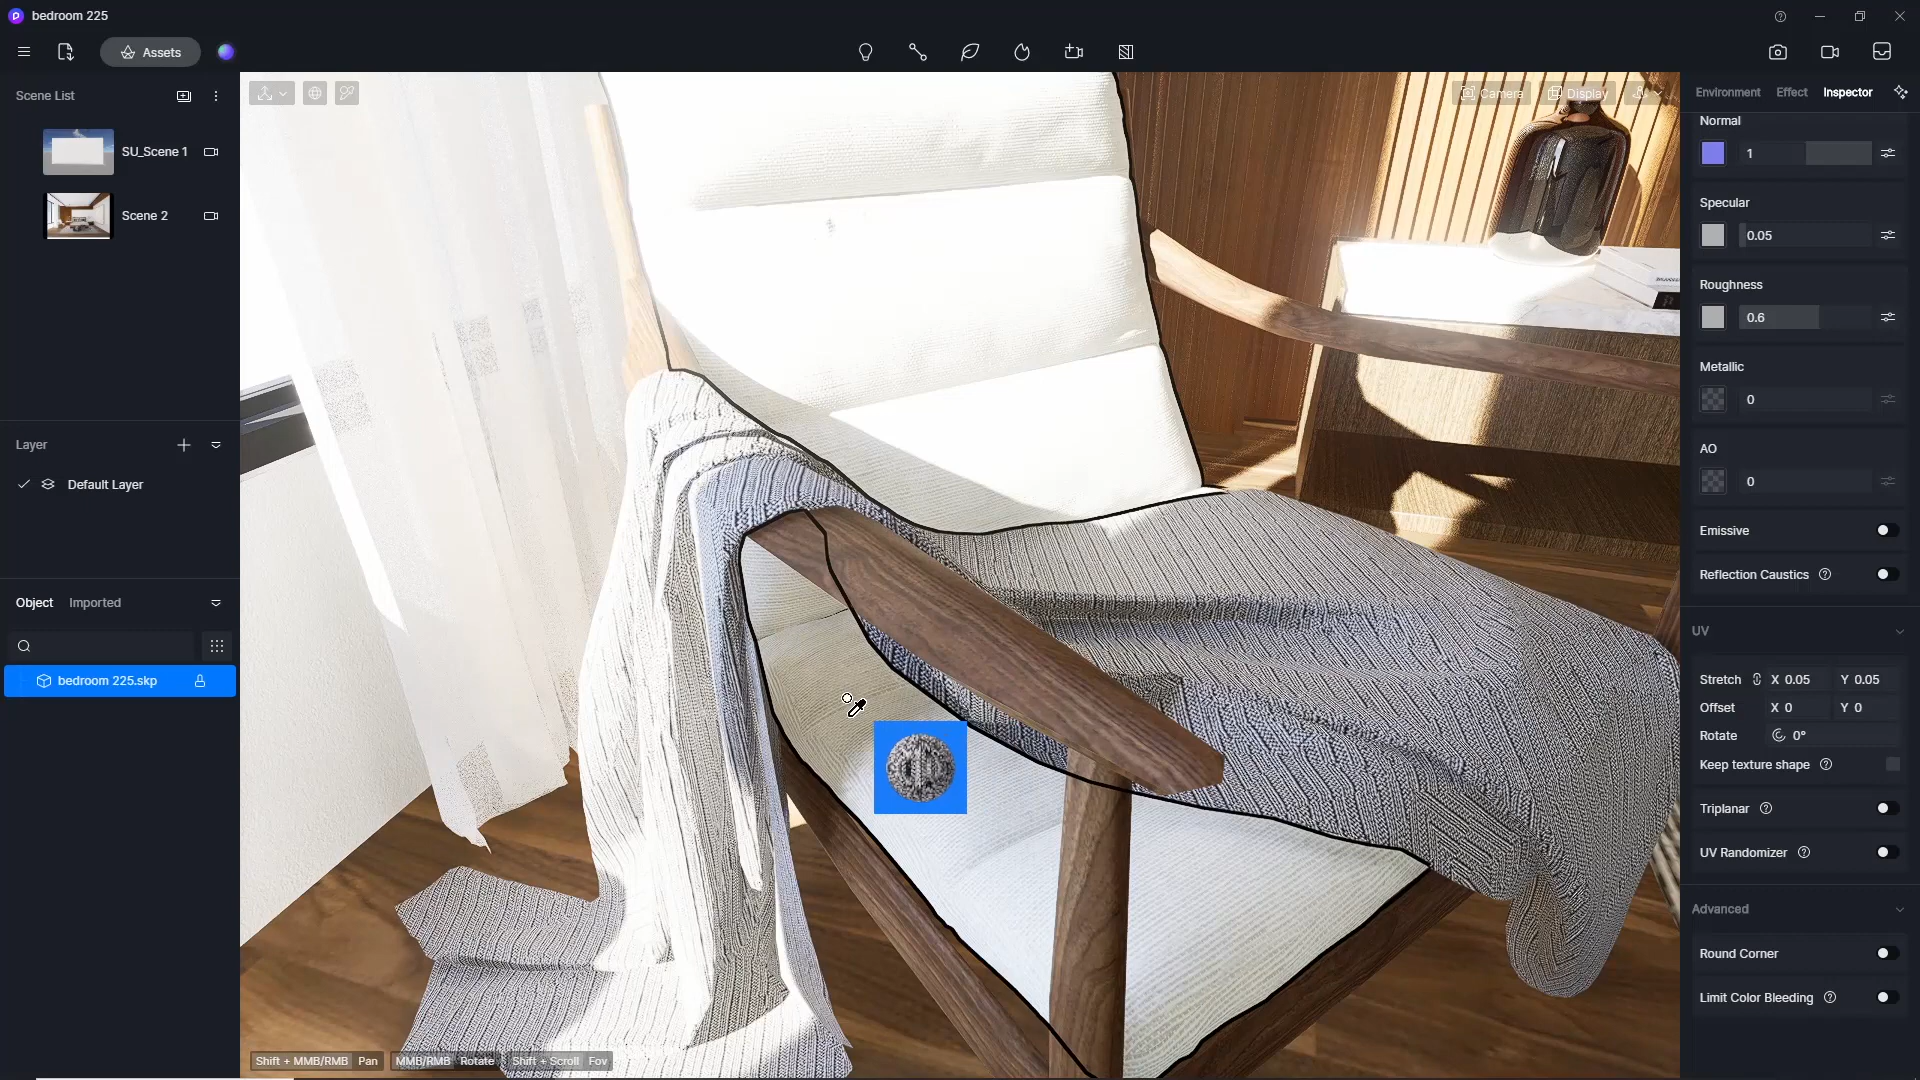 bedroom 225
Assets
Scene List
SU_Scene 1
Scene 2
Layer
Default Layer
Object Imported
bedroom 225.skp
Camera Display
Shift + MMB/RMB Pan MMB/RMB Rotate Shift + Scroll Fov
Environment Effect Inspector
Normal
1
Specular
0.05
Roughness
0.6
Metallic
0
AO
0
Emissive
Reflection Caustics
UV
Stretch X 0.05 Y 0.05
Offset X 0 Y 0
Rotate 0°
Keep texture shape
Triplanar
UV Randomizer
Advanced
Round Corner
Limit Color Bleeding